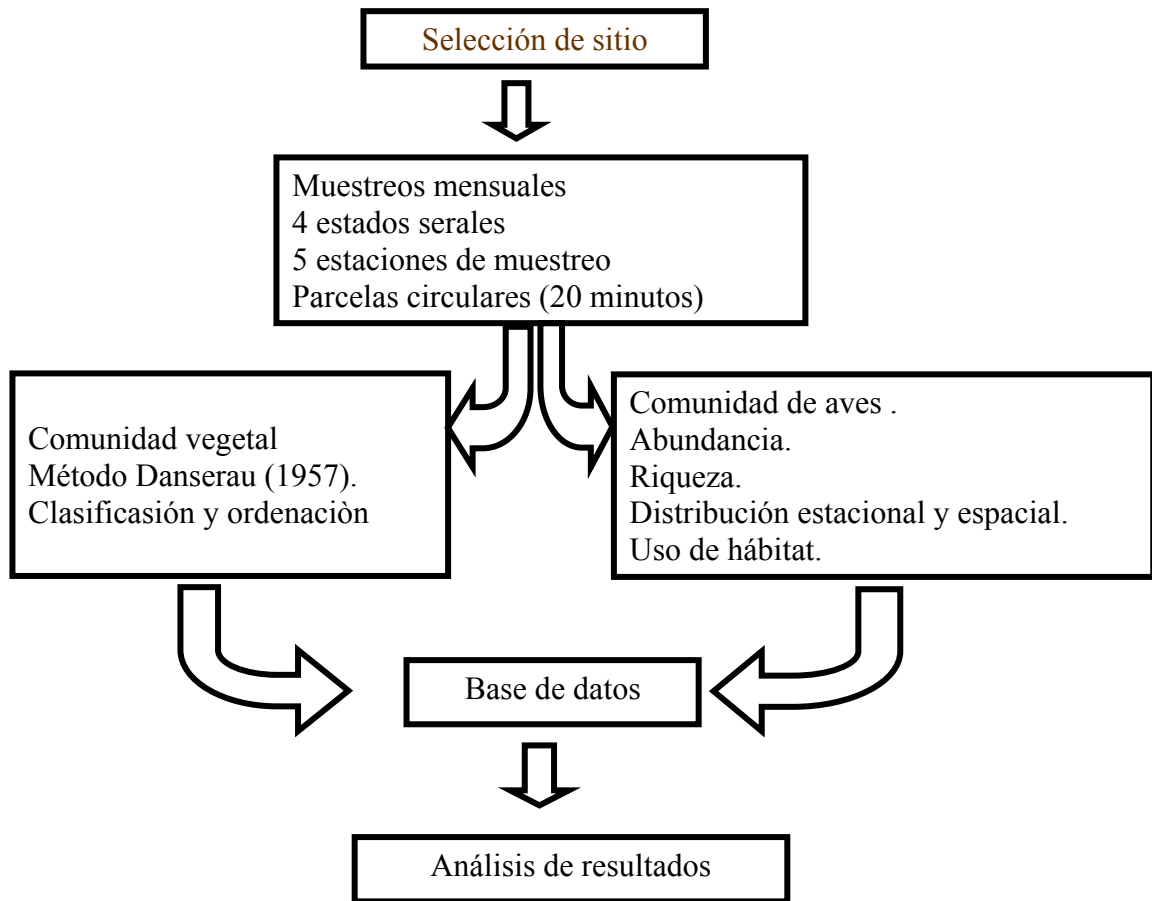 Selección de sitio
Muestreos mensuales
4 estados serales
5 estaciones de muestreo
Parcelas circulares (20 minutos)
Comunidad vegetal
Método Danserau (1957).
Clasificasión y ordenaciòn
Comunidad de aves .
Abundancia.
Riqueza.
Distribución estacional y espacial.
Uso de hábitat.
Base de datos
Análisis de resultados